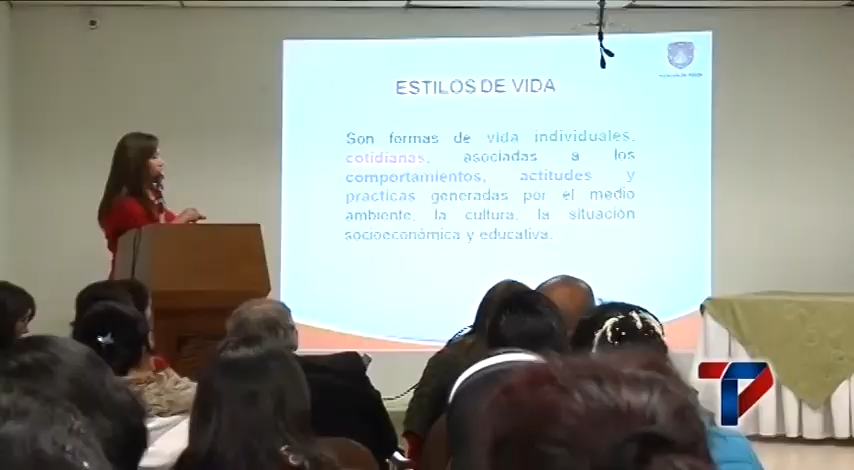 ESTILOS DE VIDA
Son formas de vida individuales,
cotidianas, asociadas a los
comportamientos, actitudes y
prácticas generadas por el medio
ambiente, la cultura, la situación
socioeconómica y educativa.